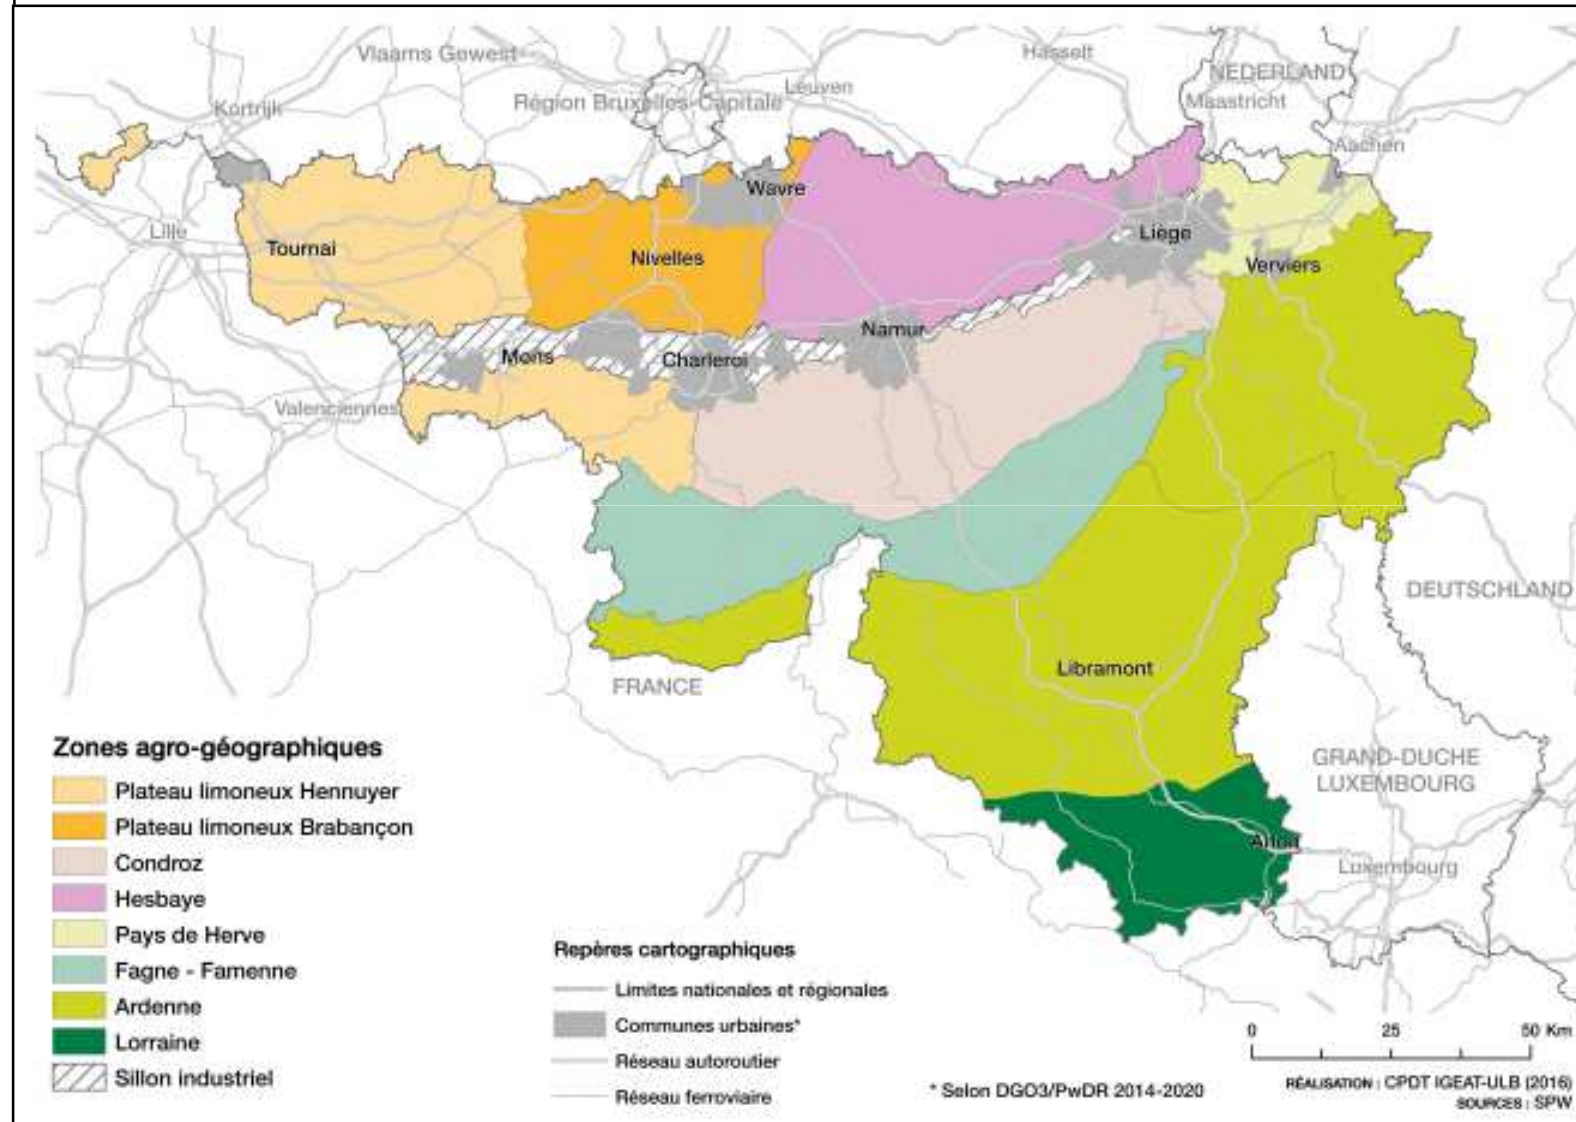 Vlaams Gewest
Hasselt
NEDERLAND
Kortrijk
Région Bruxelles-Capitale
Leuven
Maastricht
Aachen
Wavre
Lille
Tournai
Nivelles
Liège
Verviers
Namur
Mons
Charleroi
Valenciennes
DEUTSCHLAND
Libramont
FRANCE
GRAND-DUCHE
LUXEMBOURG
Arlon
Luxembourg
Zones agro-géographiques
Plateau limoneux Hennuyer
Plateau limoneux Brabançon
Condroz
Hesbaye
Pays de Herve
Fagne - Famenne
Ardenne
Lorraine
Sillon industriel
Repères cartographiques
Limites nationales et régionales
Communes urbaines*
Réseau autoroutier
Réseau ferroviaire
* Selon DGO3/PwDR 2014-2020
0 25 50 Km
RÉALISATION : CPDT IGEAT-ULB (2016)
SOURCES : SPW